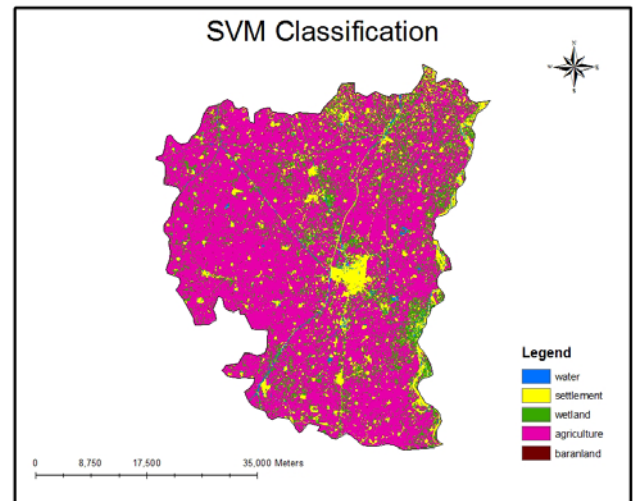 SVM Classification
N
W
E
S
Legend
water
settlement
wetland
agriculture
baranland
0 8,750 17,500 35,000 Meters